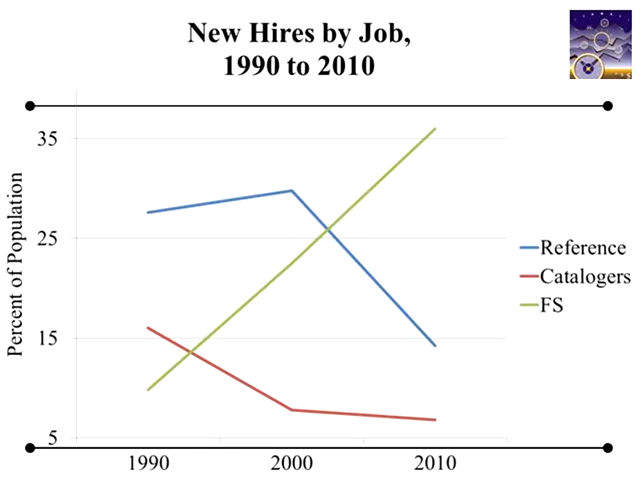 New Hires by Job,
1990 to 2010
Percent of Population
35
25
15
5
1990 2000 2010
Reference
Catalogers
FS